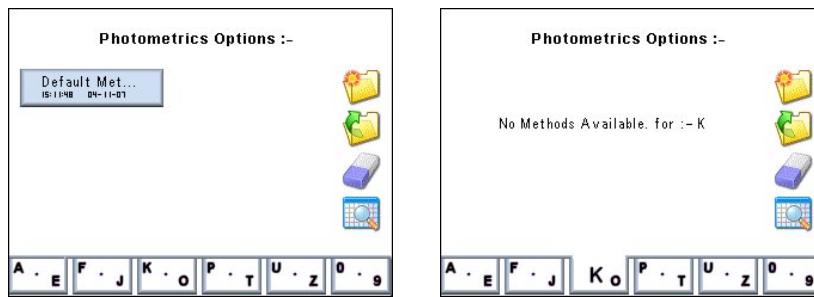 Photometrics Options :-
Default Met...
15:11:48 04-11-07
A . E F . J K . O P . T U . Z 0 . 9
Photometrics Options :-
No Methods Available. for :- K
A . E F . J K O P . T U . Z 0 . 9